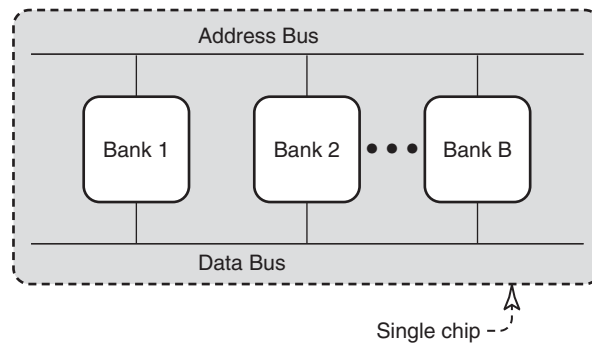 Address Bus
Bank 1
Bank 2
Bank B
Data Bus
Single chip